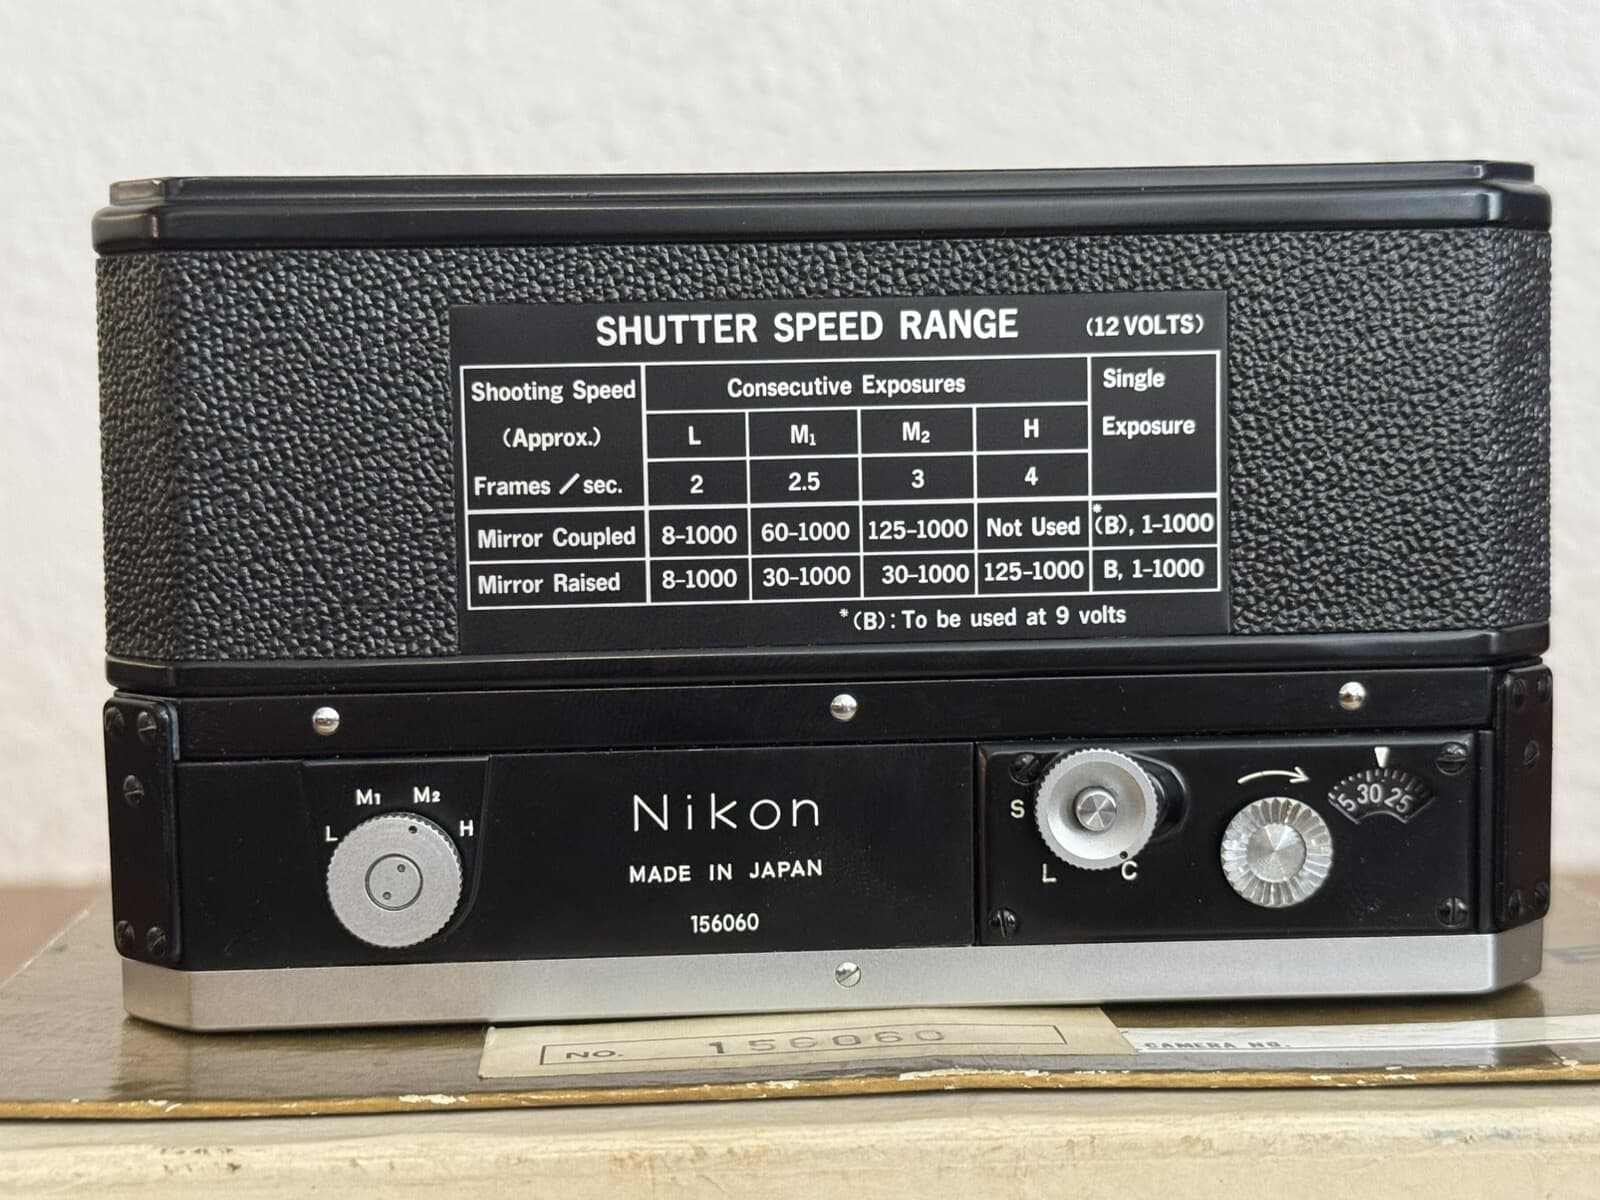 SHUTTER SPEED RANGE (12 VOLTS)
Shooting Speed (Approx.) Frames / sec.
Consecutive Exposures
Single Exposure
L M₁ M₂ H
2 2.5 3 4
Mirror Coupled 8-1000 60-1000 125-1000 Not Used *(B), 1-1000
Mirror Raised 8-1000 30-1000 30-1000 125-1000 B, 1-1000
*(B): To be used at 9 volts
L M1 M2 H
Nikon
MADE IN JAPAN
156060
S L C
5 30 25
NO. 156060
CAMERA NO.